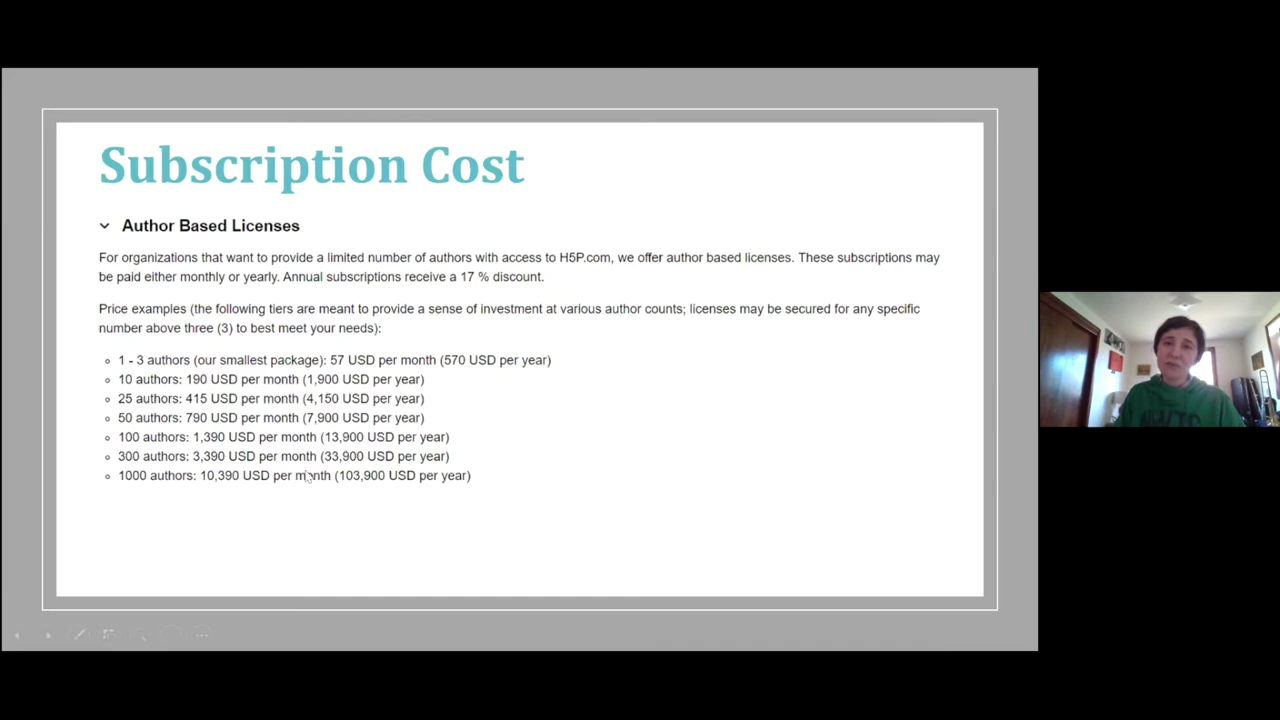 Subscription Cost
Author Based Licenses
For organizations that want to provide a limited number of authors with access to H5P.com, we offer author based licenses. These subscriptions may
be paid either monthly or yearly. Annual subscriptions receive a 17 % discount.
Price examples (the following tiers are meant to provide a sense of investment at various author counts; licenses may be secured for any specific
number above three (3) to best meet your needs):
1 - 3 authors (our smallest package): 57 USD per month (570 USD per year)
10 authors: 190 USD per month (1,900 USD per year)
25 authors: 415 USD per month (4,150 USD per year)
50 authors: 790 USD per month (7,900 USD per year)
100 authors: 1,390 USD per month (13,900 USD per year)
300 authors: 3,390 USD per month (33,900 USD per year)
1000 authors: 10,390 USD per month (103,900 USD per year)